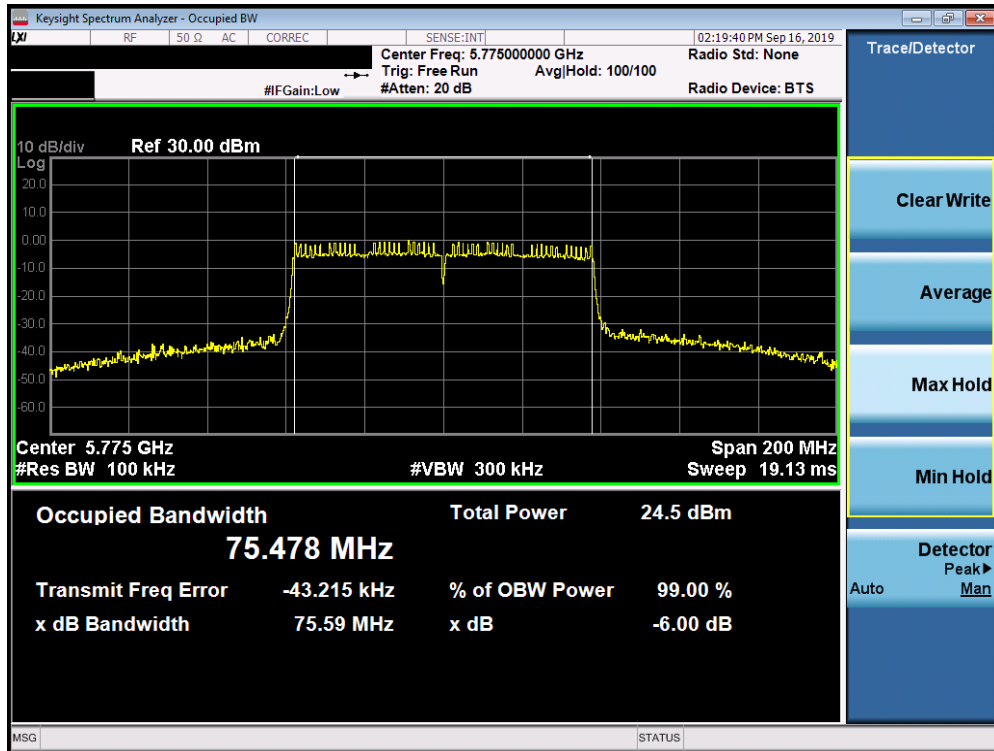 Keysight Spectrum Analyzer - Occupied BW
LXI RF 50 Ω AC CORREC SENSE:INT 02:19:40 PM Sep 16, 2019
Center Freq: 5.775000000 GHz Radio Std: None
Trig: Free Run Avg|Hold: 100/100
#IFGain:Low #Atten: 20 dB Radio Device: BTS
10 dB/div Ref 30.00 dBm
Log
20.0
10.0
0.00
-10.0
-20.0
-30.0
-40.0
-50.0
-60.0
Center 5.775 GHz Span 200 MHz
#Res BW 100 kHz #VBW 300 kHz Sweep 19.13 ms
Occupied Bandwidth Total Power 24.5 dBm
75.478 MHz
Transmit Freq Error -43.215 kHz % of OBW Power 99.00 %
x dB Bandwidth 75.59 MHz x dB -6.00 dB
MSG STATUS
Trace/Detector
Clear Write
Average
Max Hold
Min Hold
Detector
Peak▶
Auto Man